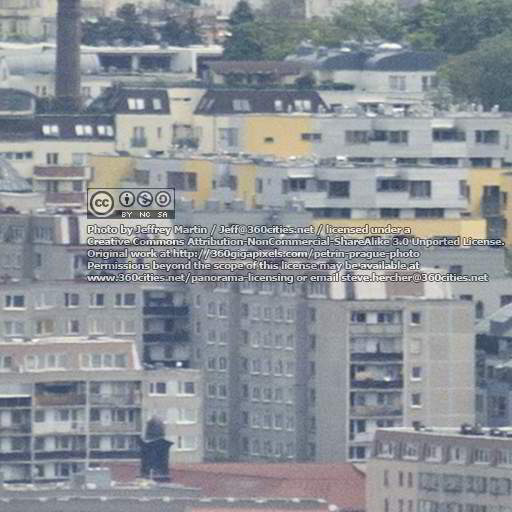 cc
BY NC SA
Photo by Jeffrey Martin / Jeff@360cities.net / licensed under a
Creative Commons Attribution-NonCommercial-ShareAlike 3.0 Unported License.
Original work at http://360gigapixels.com/petrin-prague-photo
Permissions beyond the scope of this license may be available at
www.360cities.net/panorama-licensing or email steve.hercher@360cities.net